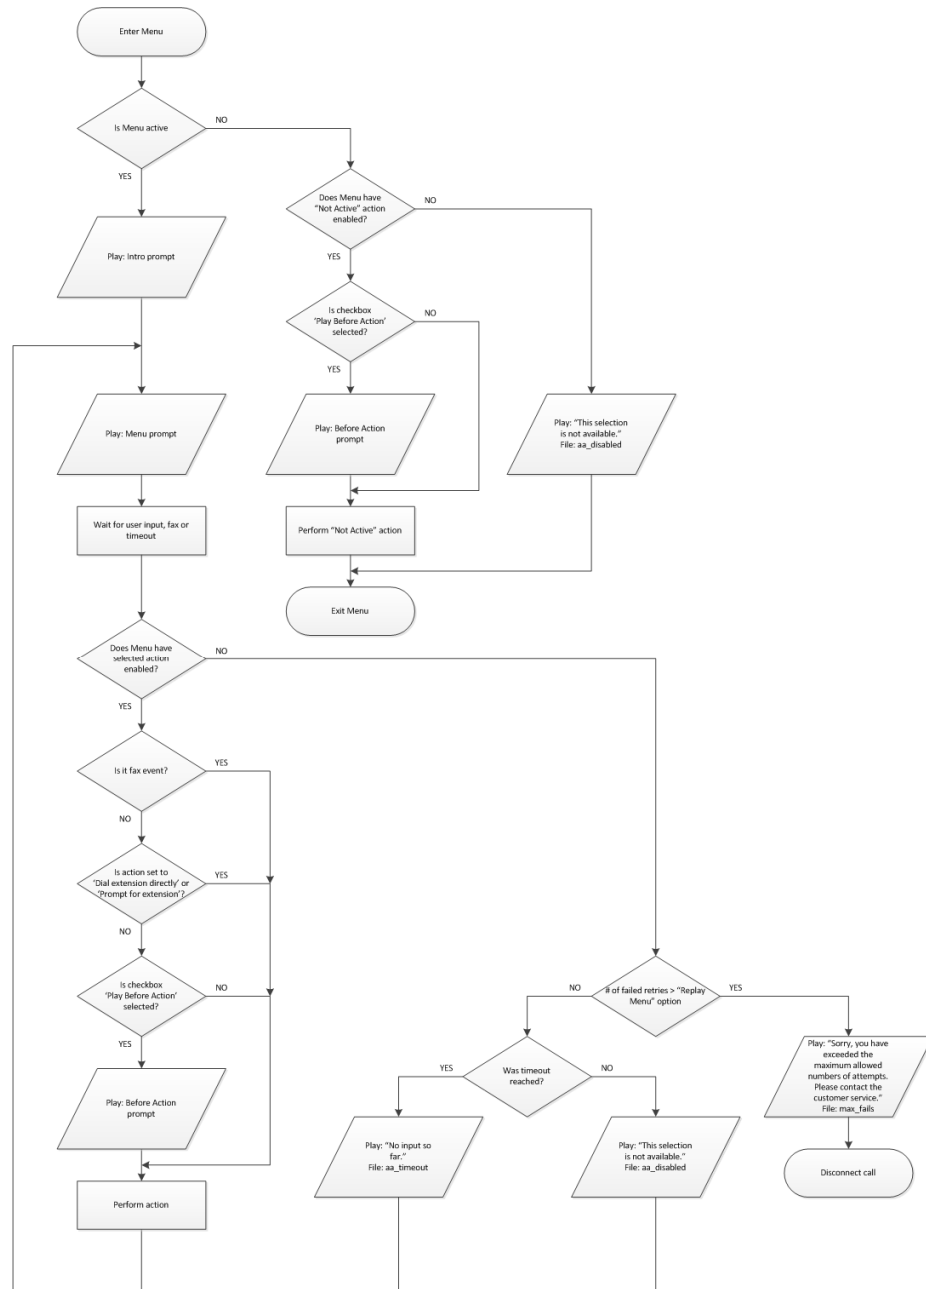 Enter Menu
Is Menu active
NO
YES
Does Menu have
"Not Active" action
enabled?
NO
YES
Play: Intro prompt
Is checkbox
'Play Before Action'
selected?
NO
YES
Play: Menu prompt
Play: Before Action
prompt
Play: "This selection
is not available."
File: aa_disabled
Wait for user input, fax or
timeout
Perform "Not Active" action
Exit Menu
Does Menu have
selected action
enabled?
NO
YES
Is it fax event?
YES
NO
Is action set to
'Dial extension directly' or
'Prompt for extension'?
YES
NO
Is checkbox
'Play Before Action'
selected?
NO
YES
# of failed retries > "Replay
Menu" option
NO
YES
Was timeout
reached?
YES
NO
Play: "Sorry, you have
exceeded the
maximum allowed
numbers of attempts.
Please contact the
customer service."
File: max_fails
Play: Before Action
prompt
Play: "No input so
far."
File: aa_timeout
Play: "This selection
is not available."
File: aa_disabled
Disconnect call
Perform action